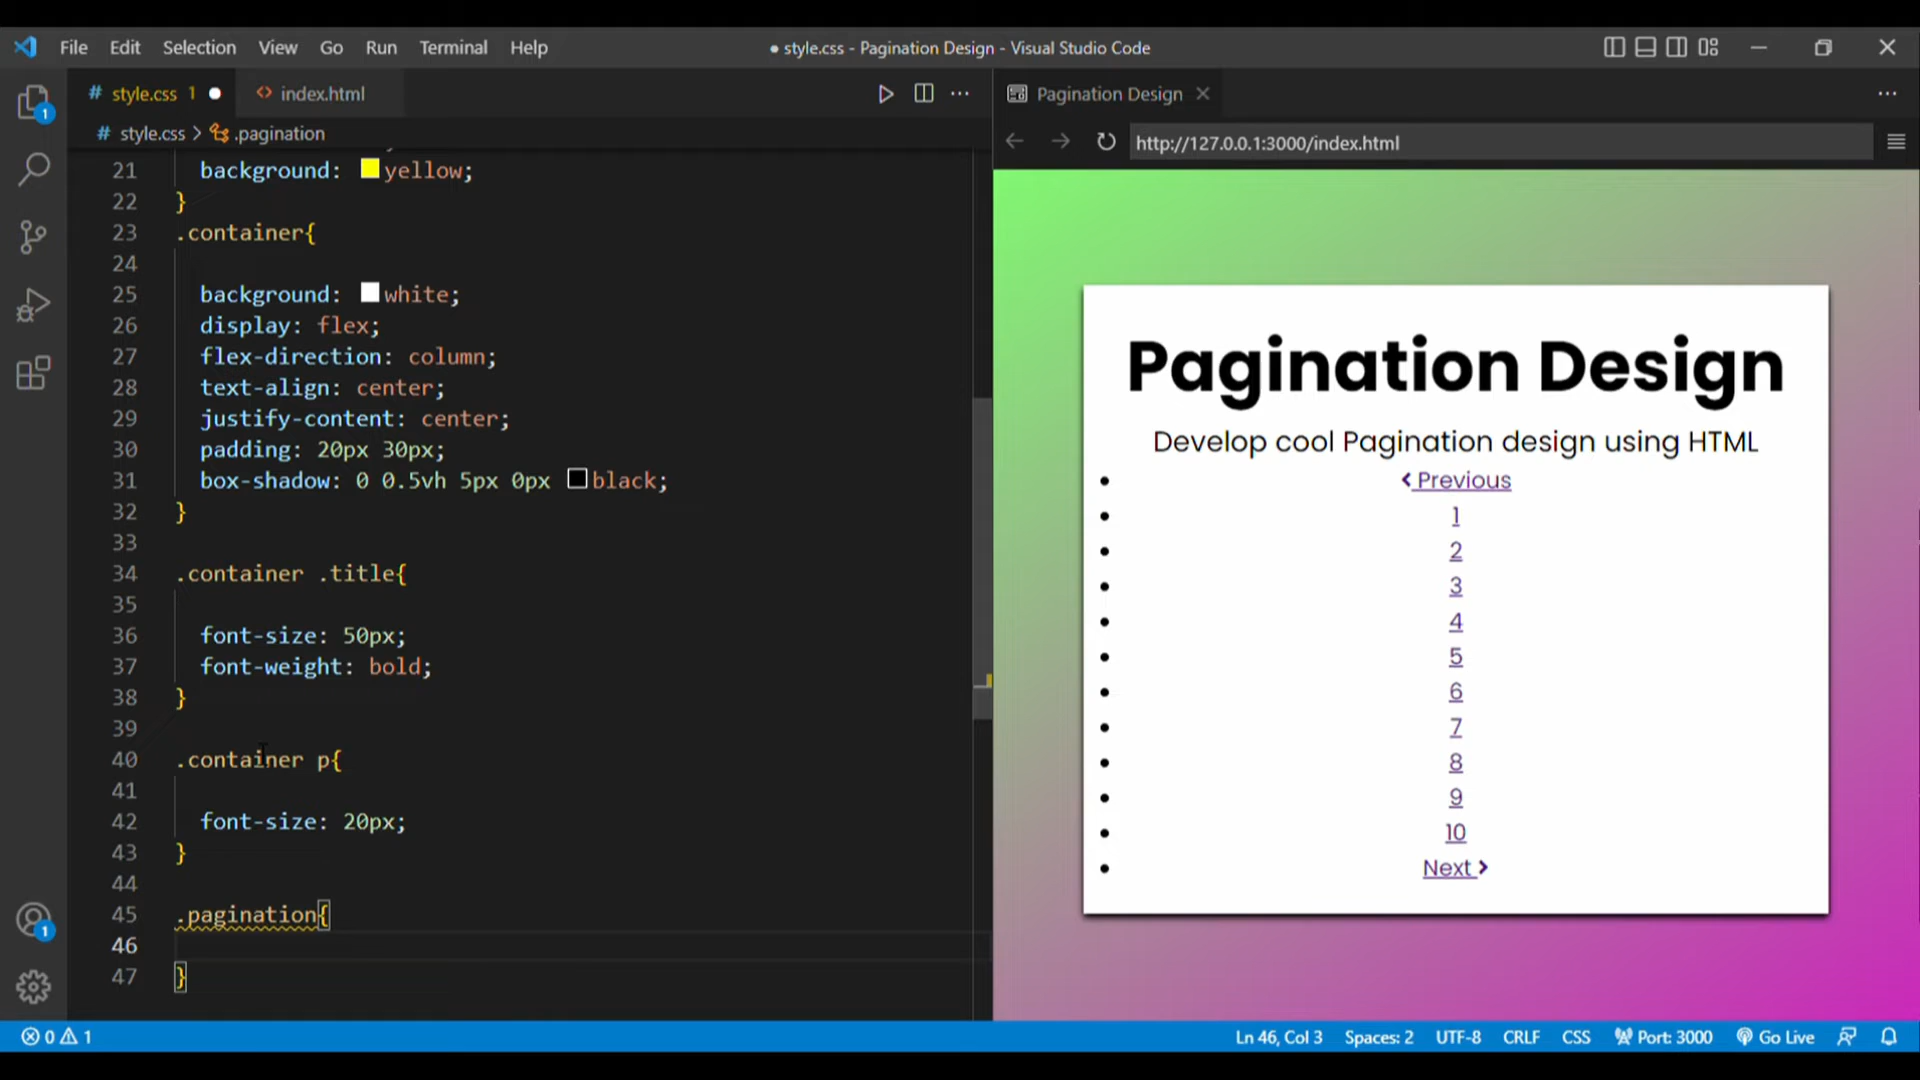 File Edit Selection View Go Run Terminal Help
● style.css - Pagination Design - Visual Studio Code
# style.css 1 ●
<> index.html
Pagination Design
# style.css > .pagination
http://127.0.0.1:3000/index.html
21 background: yellow;
22 }
23 .container{
24
25 background: white;
26 display: flex;
27 flex-direction: column;
28 text-align: center;
29 justify-content: center;
30 padding: 20px 30px;
31 box-shadow: 0 0.5vh 5px 0px black;
32 }
33
34 .container .title{
35
36 font-size: 50px;
37 font-weight: bold;
38 }
39
40 .container p{
41
42 font-size: 20px;
43 }
44
45 .pagination{
46
47 }
Pagination Design
Develop cool Pagination design using HTML
• Previous
• 1
• 2
• 3
• 4
• 5
• 6
• 7
• 8
• 9
• 10
• Next
1
1
0 1
Ln 46, Col 3 Spaces: 2 UTF-8 CRLF CSS Port: 3000 Go Live